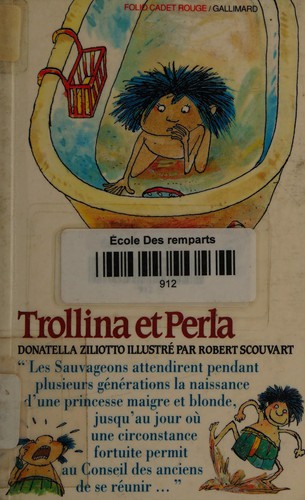 FOLIO CADET ROUGE / GALLIMARD
École Des remparts
912
Trollina et Perla
DONATELLA ZILIOTTO ILLUSTRÉ PAR ROBERT SCOUVART
“ Les Sauvageons attendirent pendant
plusieurs générations la naissance
d'une princesse maigre et blonde,
jusqu'au jour où
une circonstance
fortuite permit
au Conseil des anciens
de se réunir ... ”